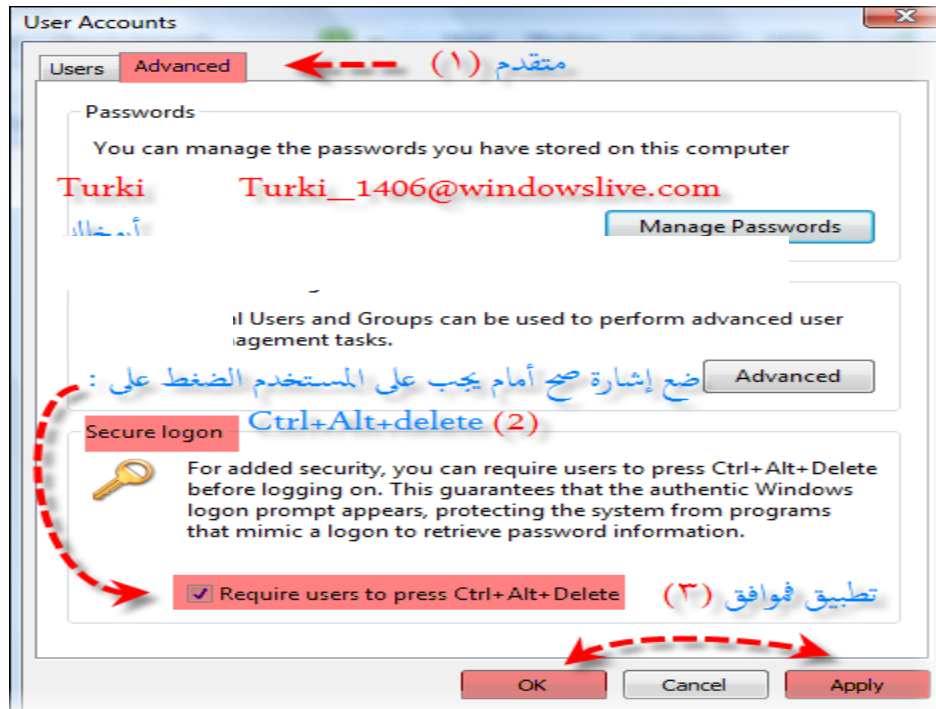 User Accounts
Users Advanced متقدم (١)
Passwords
You can manage the passwords you have stored on this computer
Turki Turki_1406@windowslive.com
Manage Passwords
Users and Groups can be used to perform advanced user
tasks.
ضع إشارة صح أمام يجب على المستخدم الضغط على : Advanced
Ctrl+Alt+delete (2)
Secure logon
For added security, you can require users to press Ctrl+Alt+Delete
before logging on. This guarantees that the authentic Windows
logon prompt appears, protecting the system from programs
that mimic a logon to retrieve password information.
Require users to press Ctrl+Alt+Delete تطبيق فموافق (٣)
OK Cancel Apply